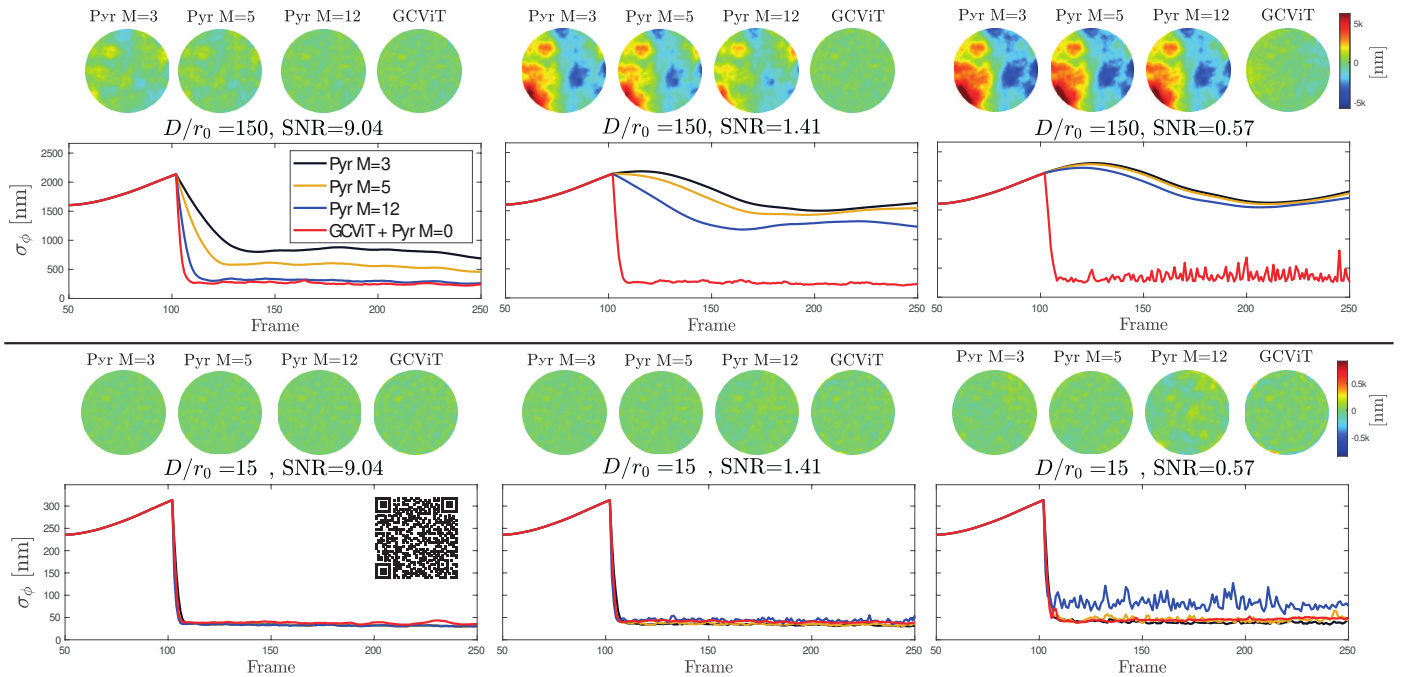 Pyr M=3 Pyr M=5 Pyr M=12 GCViT
Pyr M=3 Pyr M=5 Pyr M=12 GCViT
Pyr M=3 Pyr M=5 Pyr M=12 GCViT
5k
0
-5k
[nm]
D/r₀ =150, SNR=9.04
D/r₀ =150, SNR=1.41
D/r₀ =150, SNR=0.57
σϕ [nm]
2500
2000
1500
1000
500
0
Pyr M=3
Pyr M=5
Pyr M=12
GCViT + Pyr M=0
50 100 150 200 250
Frame
50 100 150 200 250
Frame
50 100 150 200 250
Frame
Pyr M=3 Pyr M=5 Pyr M=12 GCViT
Pyr M=3 Pyr M=5 Pyr M=12 GCViT
Pyr M=3 Pyr M=5 Pyr M=12 GCViT
0.5k
0
-0.5k
[nm]
D/r₀ =15 , SNR=9.04
D/r₀ =15 , SNR=1.41
D/r₀ =15 , SNR=0.57
σϕ [nm]
300
250
200
150
100
50
0
50 100 150 200 250
Frame
50 100 150 200 250
Frame
50 100 150 200 250
Frame